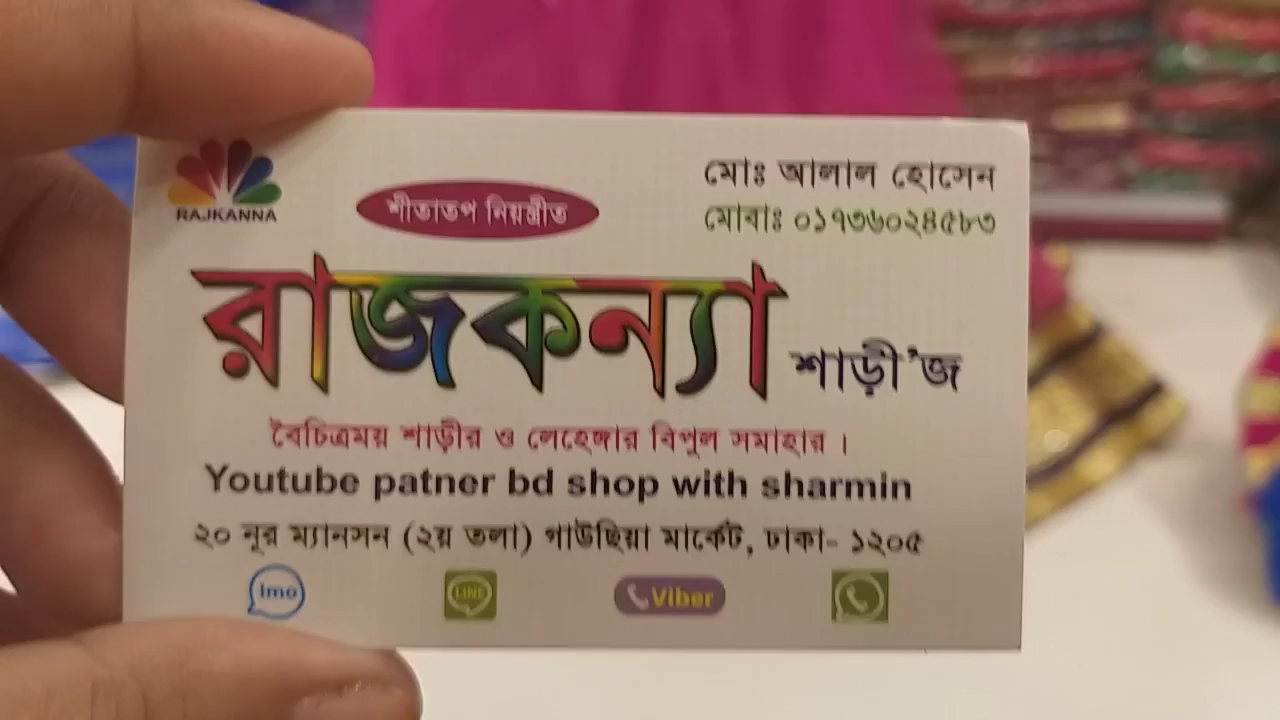 RAJKANNA
শীতাতপ নিয়ন্ত্রীত
মোঃ আলাল হোসেন
মোবাঃ ০১৭৩৬০২৪৫৮৩
রাজকন্যা শাড়ী'জ
বৈচিত্রময় শাড়ীর ও লেহেঙ্গার বিপুল সমাহার ।
Youtube patner bd shop with sharmin
২০ নূর ম্যানসন (২য় তলা) গাউছিয়া মার্কেট, ঢাকা- ১২০৫
imo LINE Viber